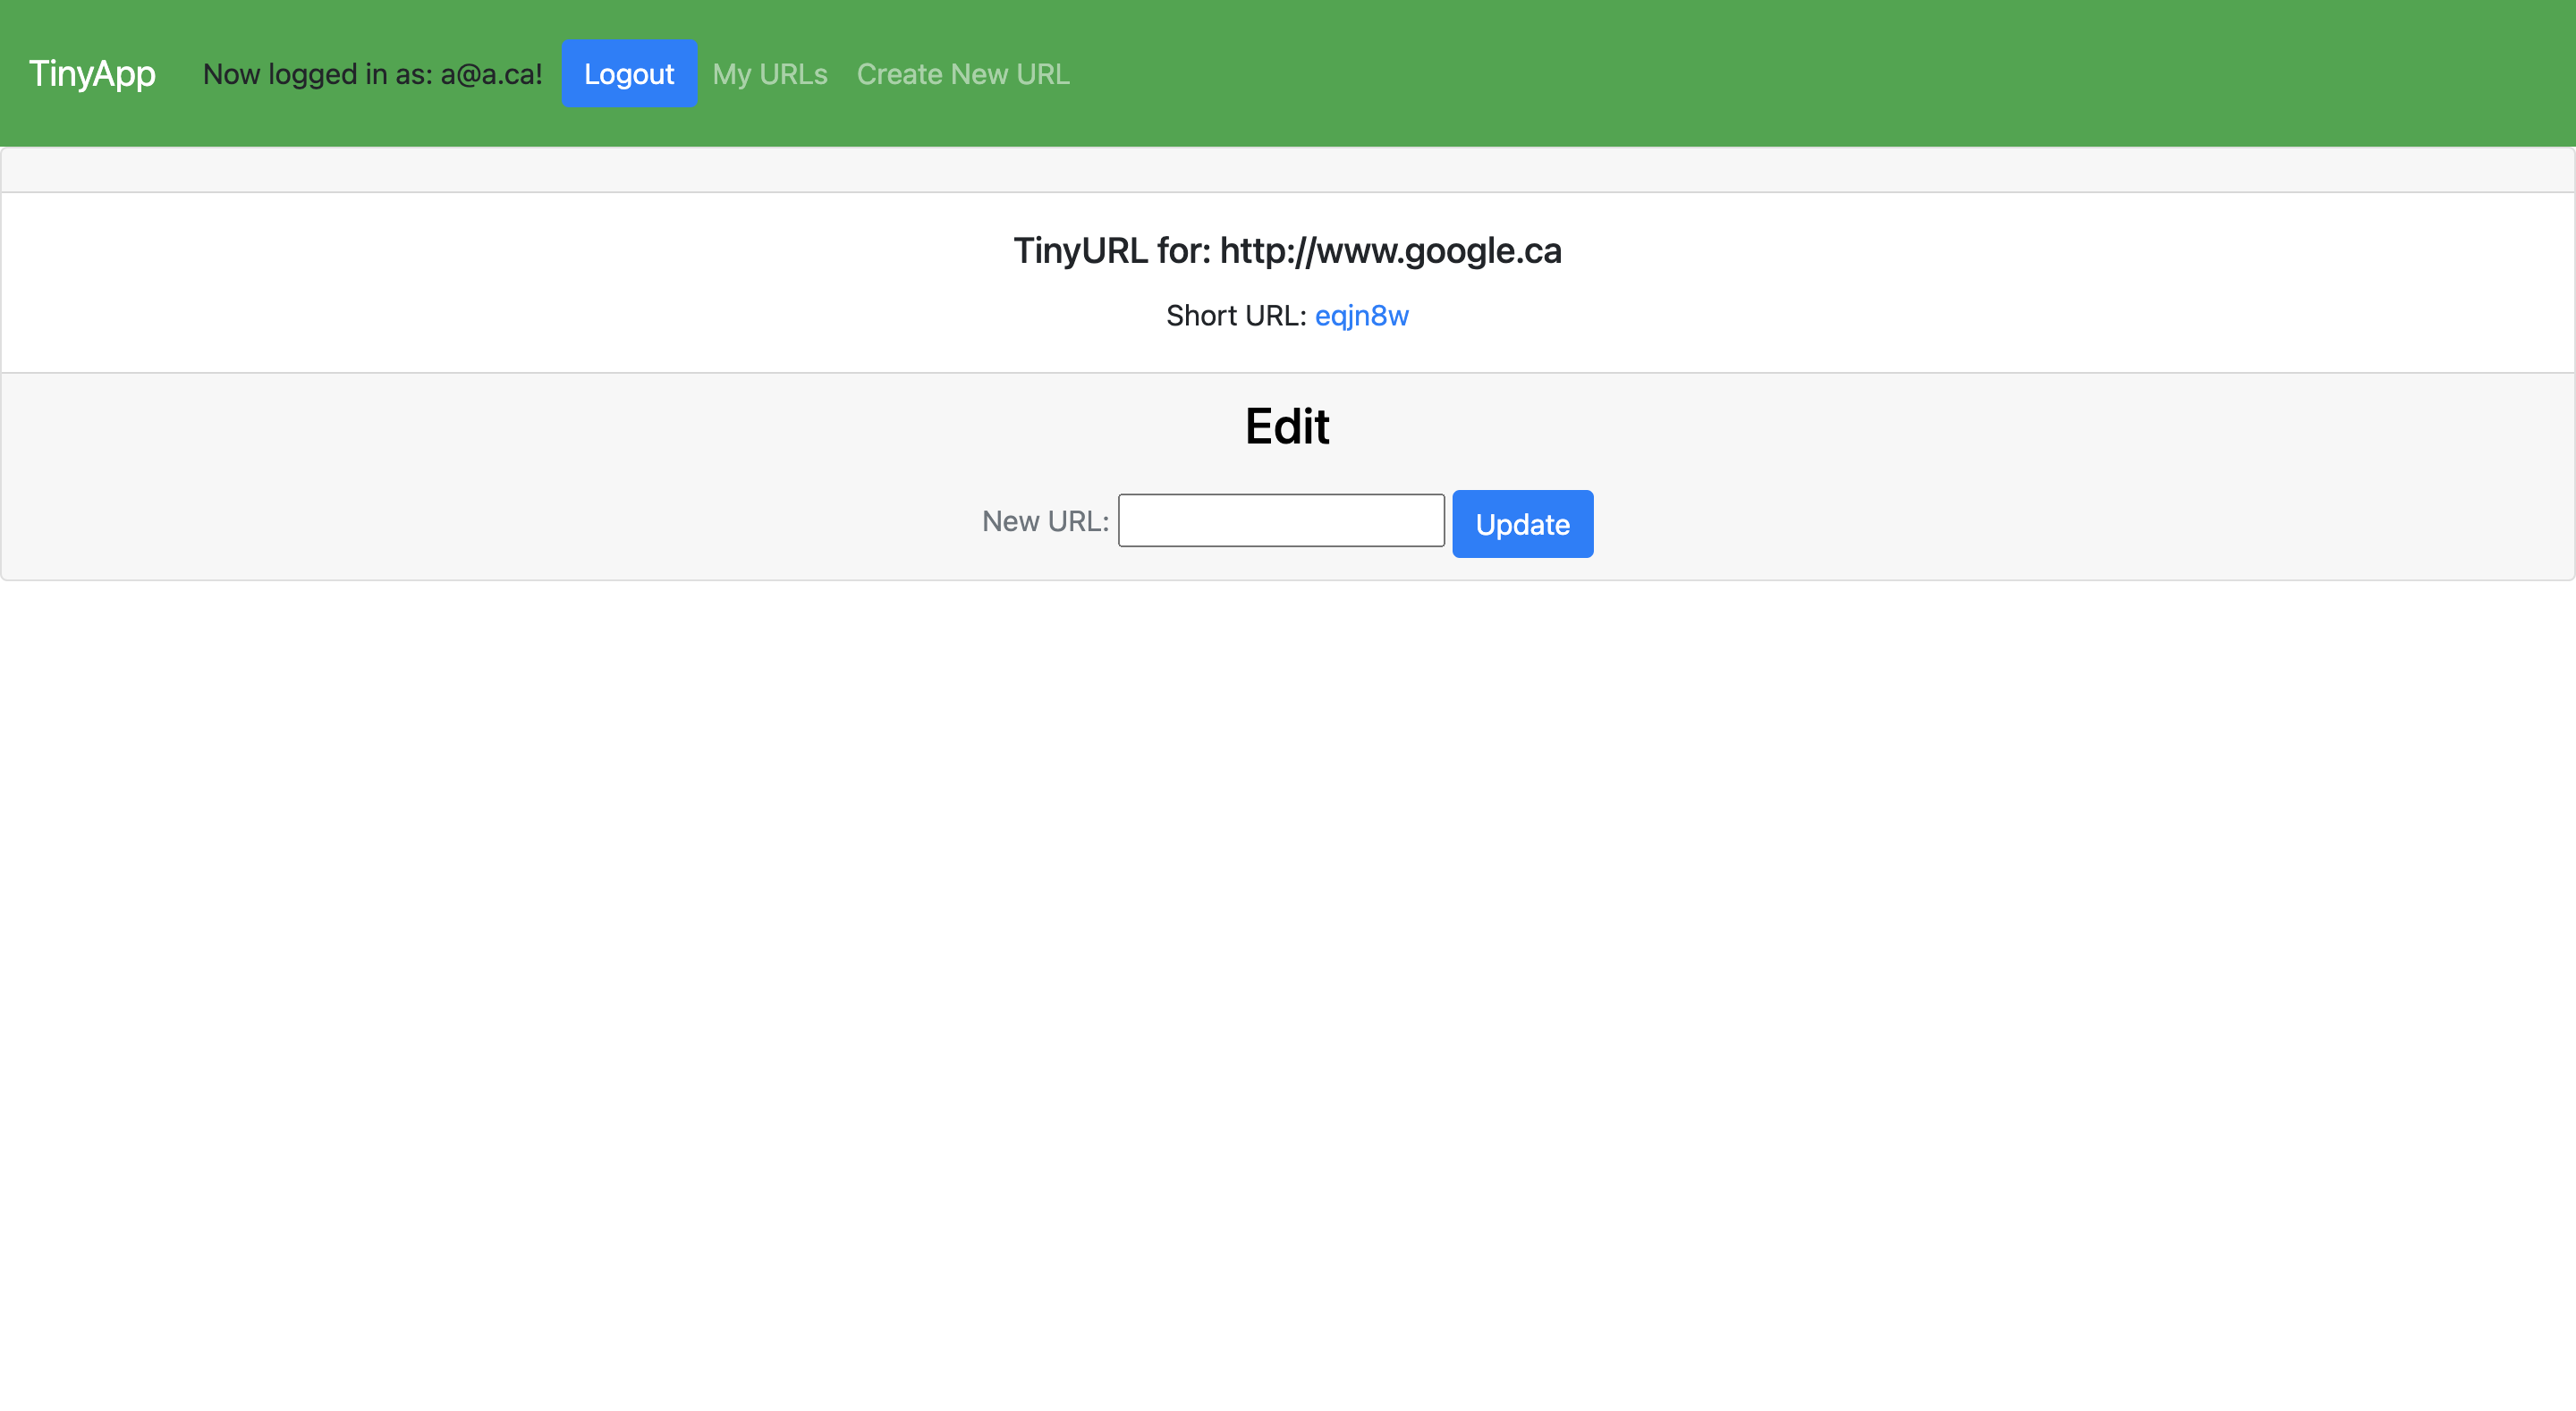 TinyApp Now logged in as: a@a.ca! Logout My URLs Create New URL
TinyURL for: http://www.google.ca
Short URL: eqjn8w
Edit
New URL: Update